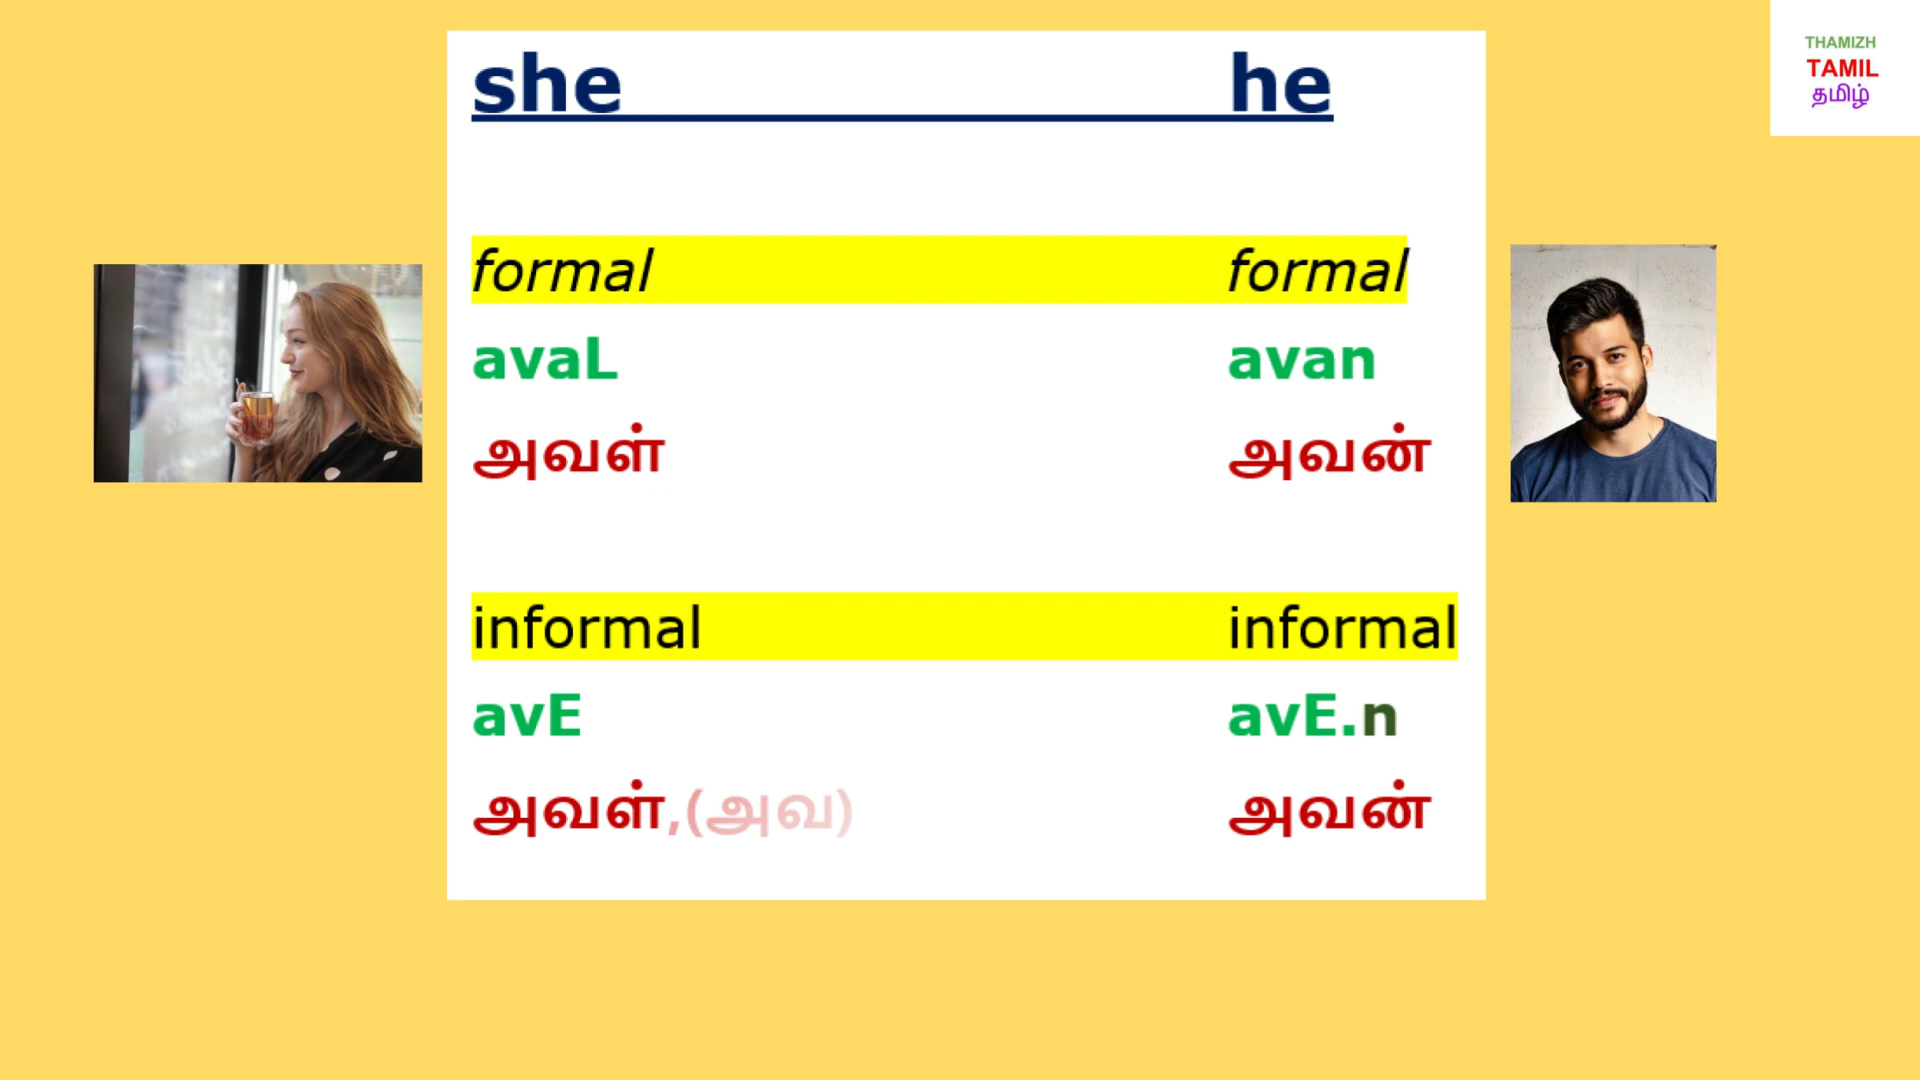 she he
formal formal
avaL avan
அவள் அவன்
informal informal
avE avE.n
அவள்,(அவ) அவன்
THAMIZH
TAMIL
தமிழ்